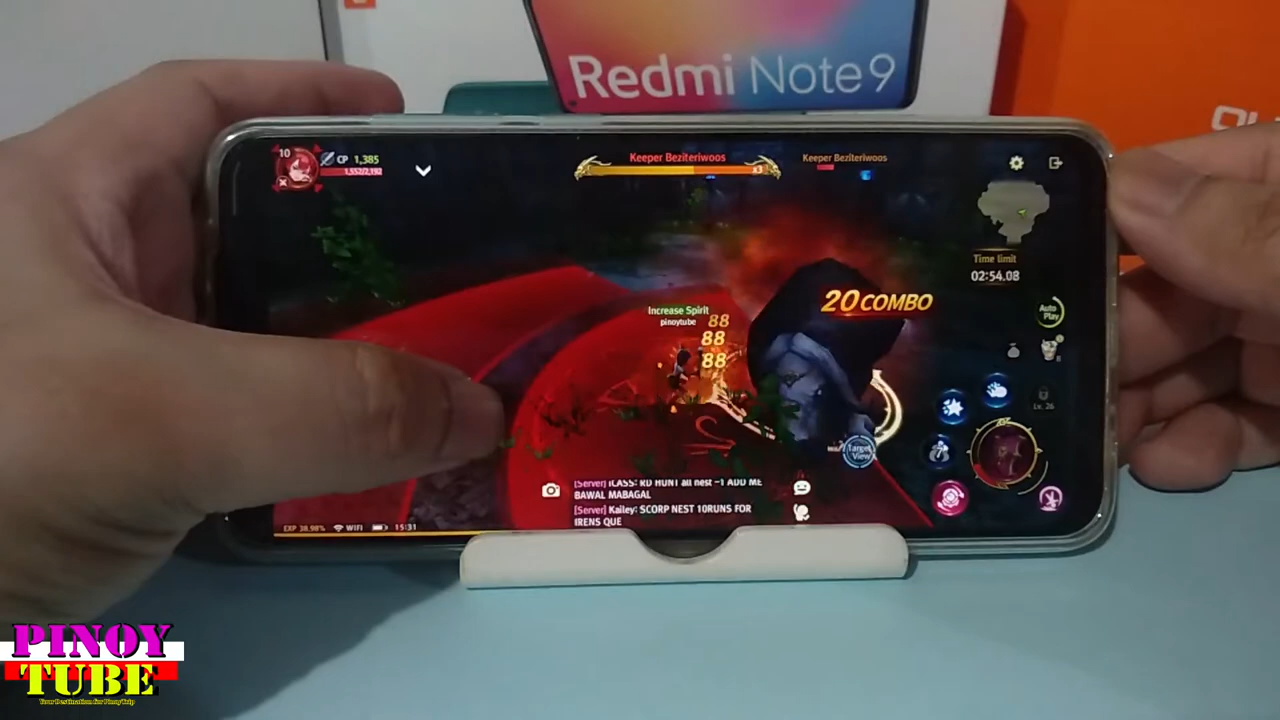 Redmi Note 9
10
CP 1,385
1,552/2,192
Keeper Beziteriwoos
x3
Keeper Beziteriwoos
Time limit
02:54.08
20 COMBO
Auto
Play
Increase Spirit
pinoytube
88
88
88
Lv. 26
Target
View
[Server] ICASS: RD HUNT all nest ~1 ADD ME
BAWAL MABAGAL
[Server] Kailey: SCORP NEST 10RUNS FOR
IRENS QUE
EXP 38.98% WIFI 15:31
PINOY
TUBE